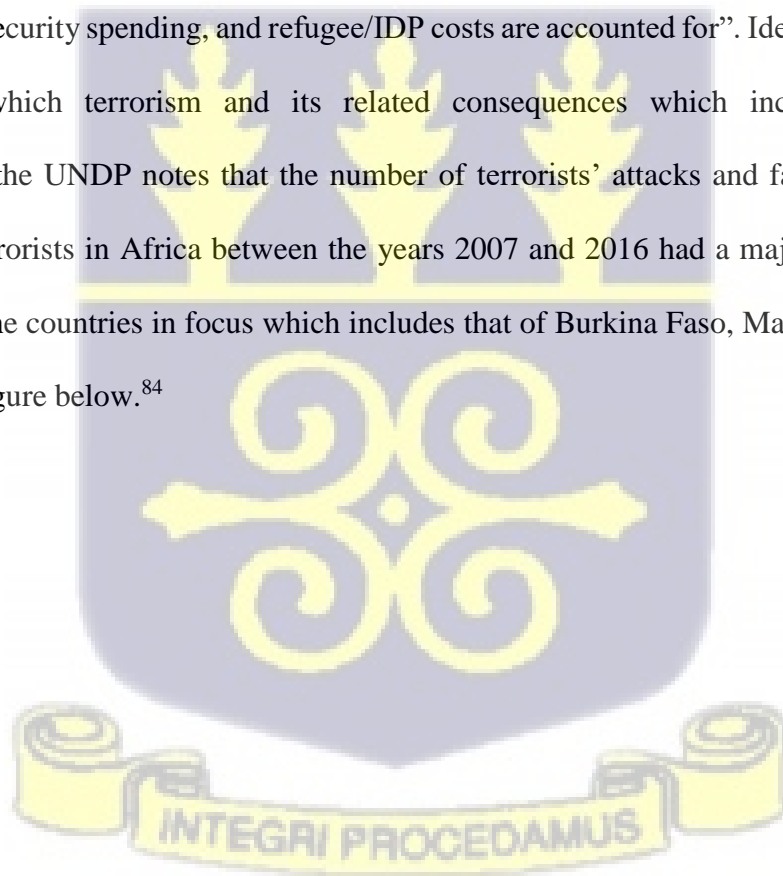 ecurity spending, and refugee/IDP costs are accounted for”. Ide
vhich terrorism and its related consequences which inc
the UNDP notes that the number of terrorists’ attacks and fa
rorists in Africa between the years 2007 and 2016 had a maj
ne countries in focus which includes that of Burkina Faso, Ma
gure below.84
INTEGRI PROCEDAMUS